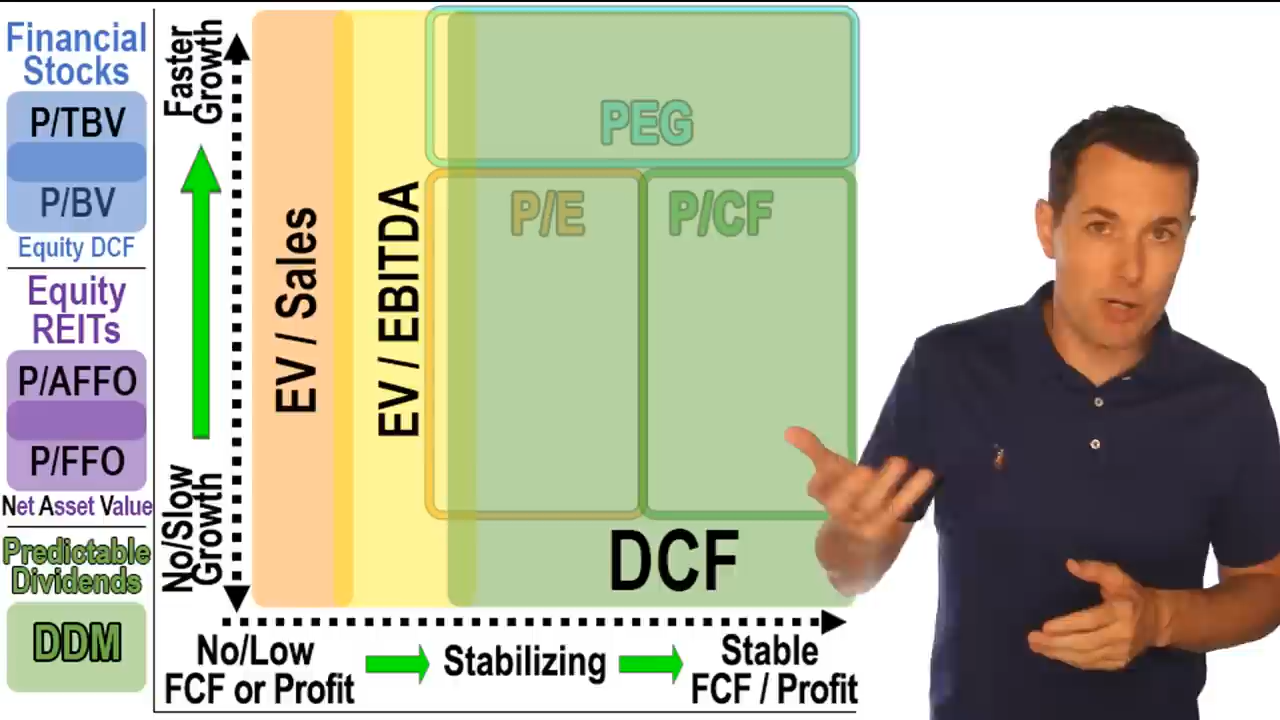 Financial
Stocks
P/TBV
P/BV
Equity DCF
Equity
REITs
P/AFFO
P/FFO
Net Asset Value
Predictable
Dividends
DDM
Faster
Growth
No/Slow
Growth
EV / Sales
EV / EBITDA
PEG
P/E
P/CF
DCF
No/Low
FCF or Profit
Stabilizing
Stable
FCF / Profit